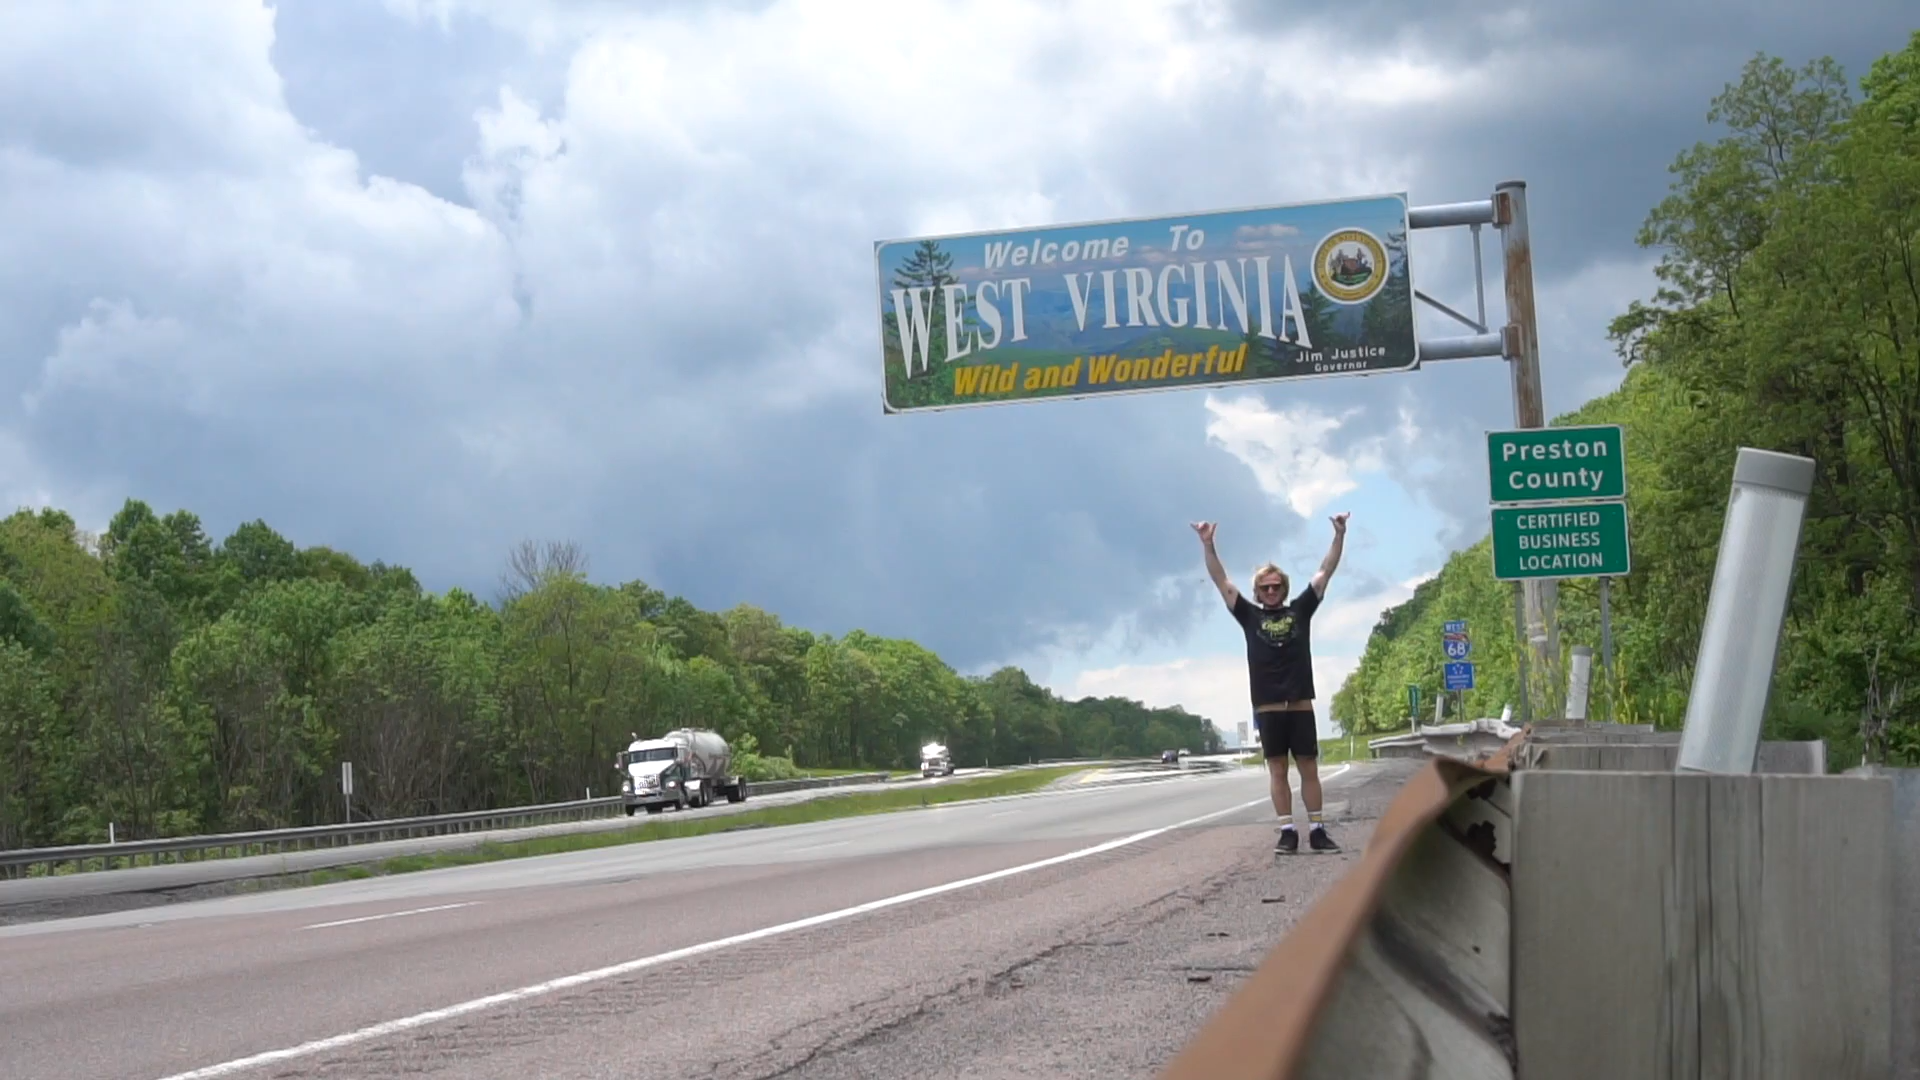 Welcome To
WEST VIRGINIA
Wild and Wonderful
Jim Justice
Governor
Preston
County
CERTIFIED
BUSINESS
LOCATION
WEST
68